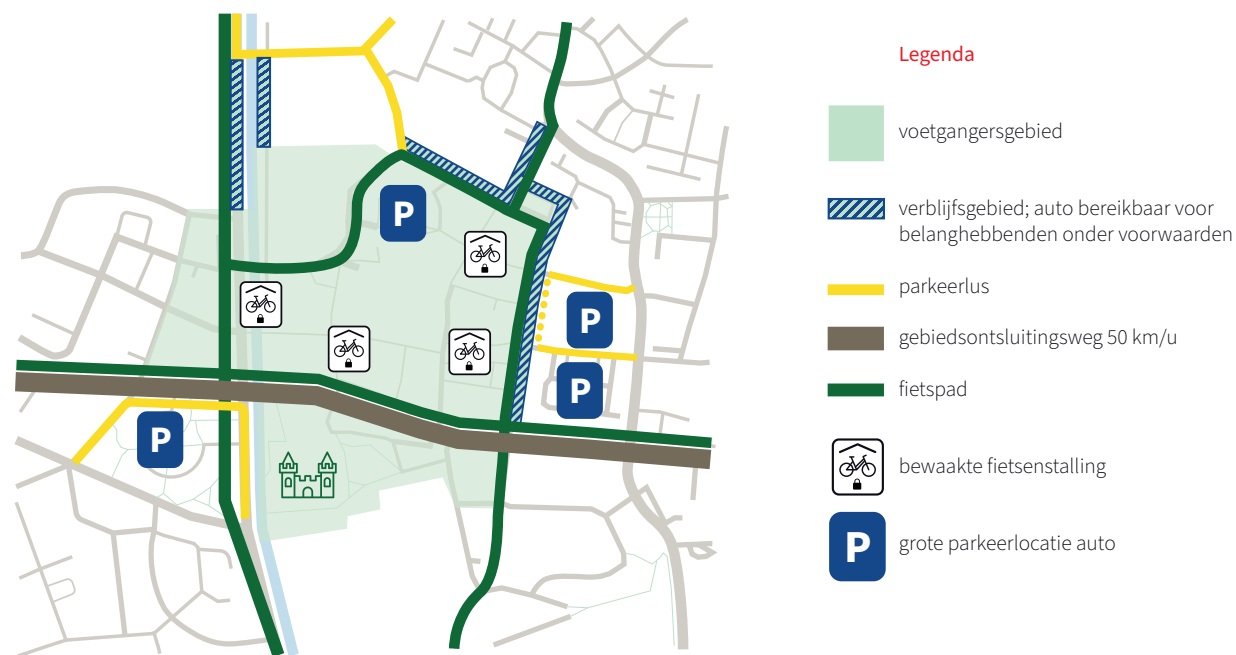 P
P
P
P
Legenda
voetgangersgebied
verblijfsgebied; auto bereikbaar voor
belanghebbenden onder voorwaarden
parkeerlus
gebiedsontsluitingsweg 50 km/u
fietspad
bewaakte fietsenstalling
P
grote parkeerlocatie auto